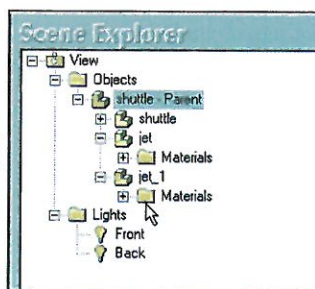 Scene Explorer
View
Objects
shuttle - Parent
shuttle
jet
Materials
jet_1
Materials
Lights
Front
Back